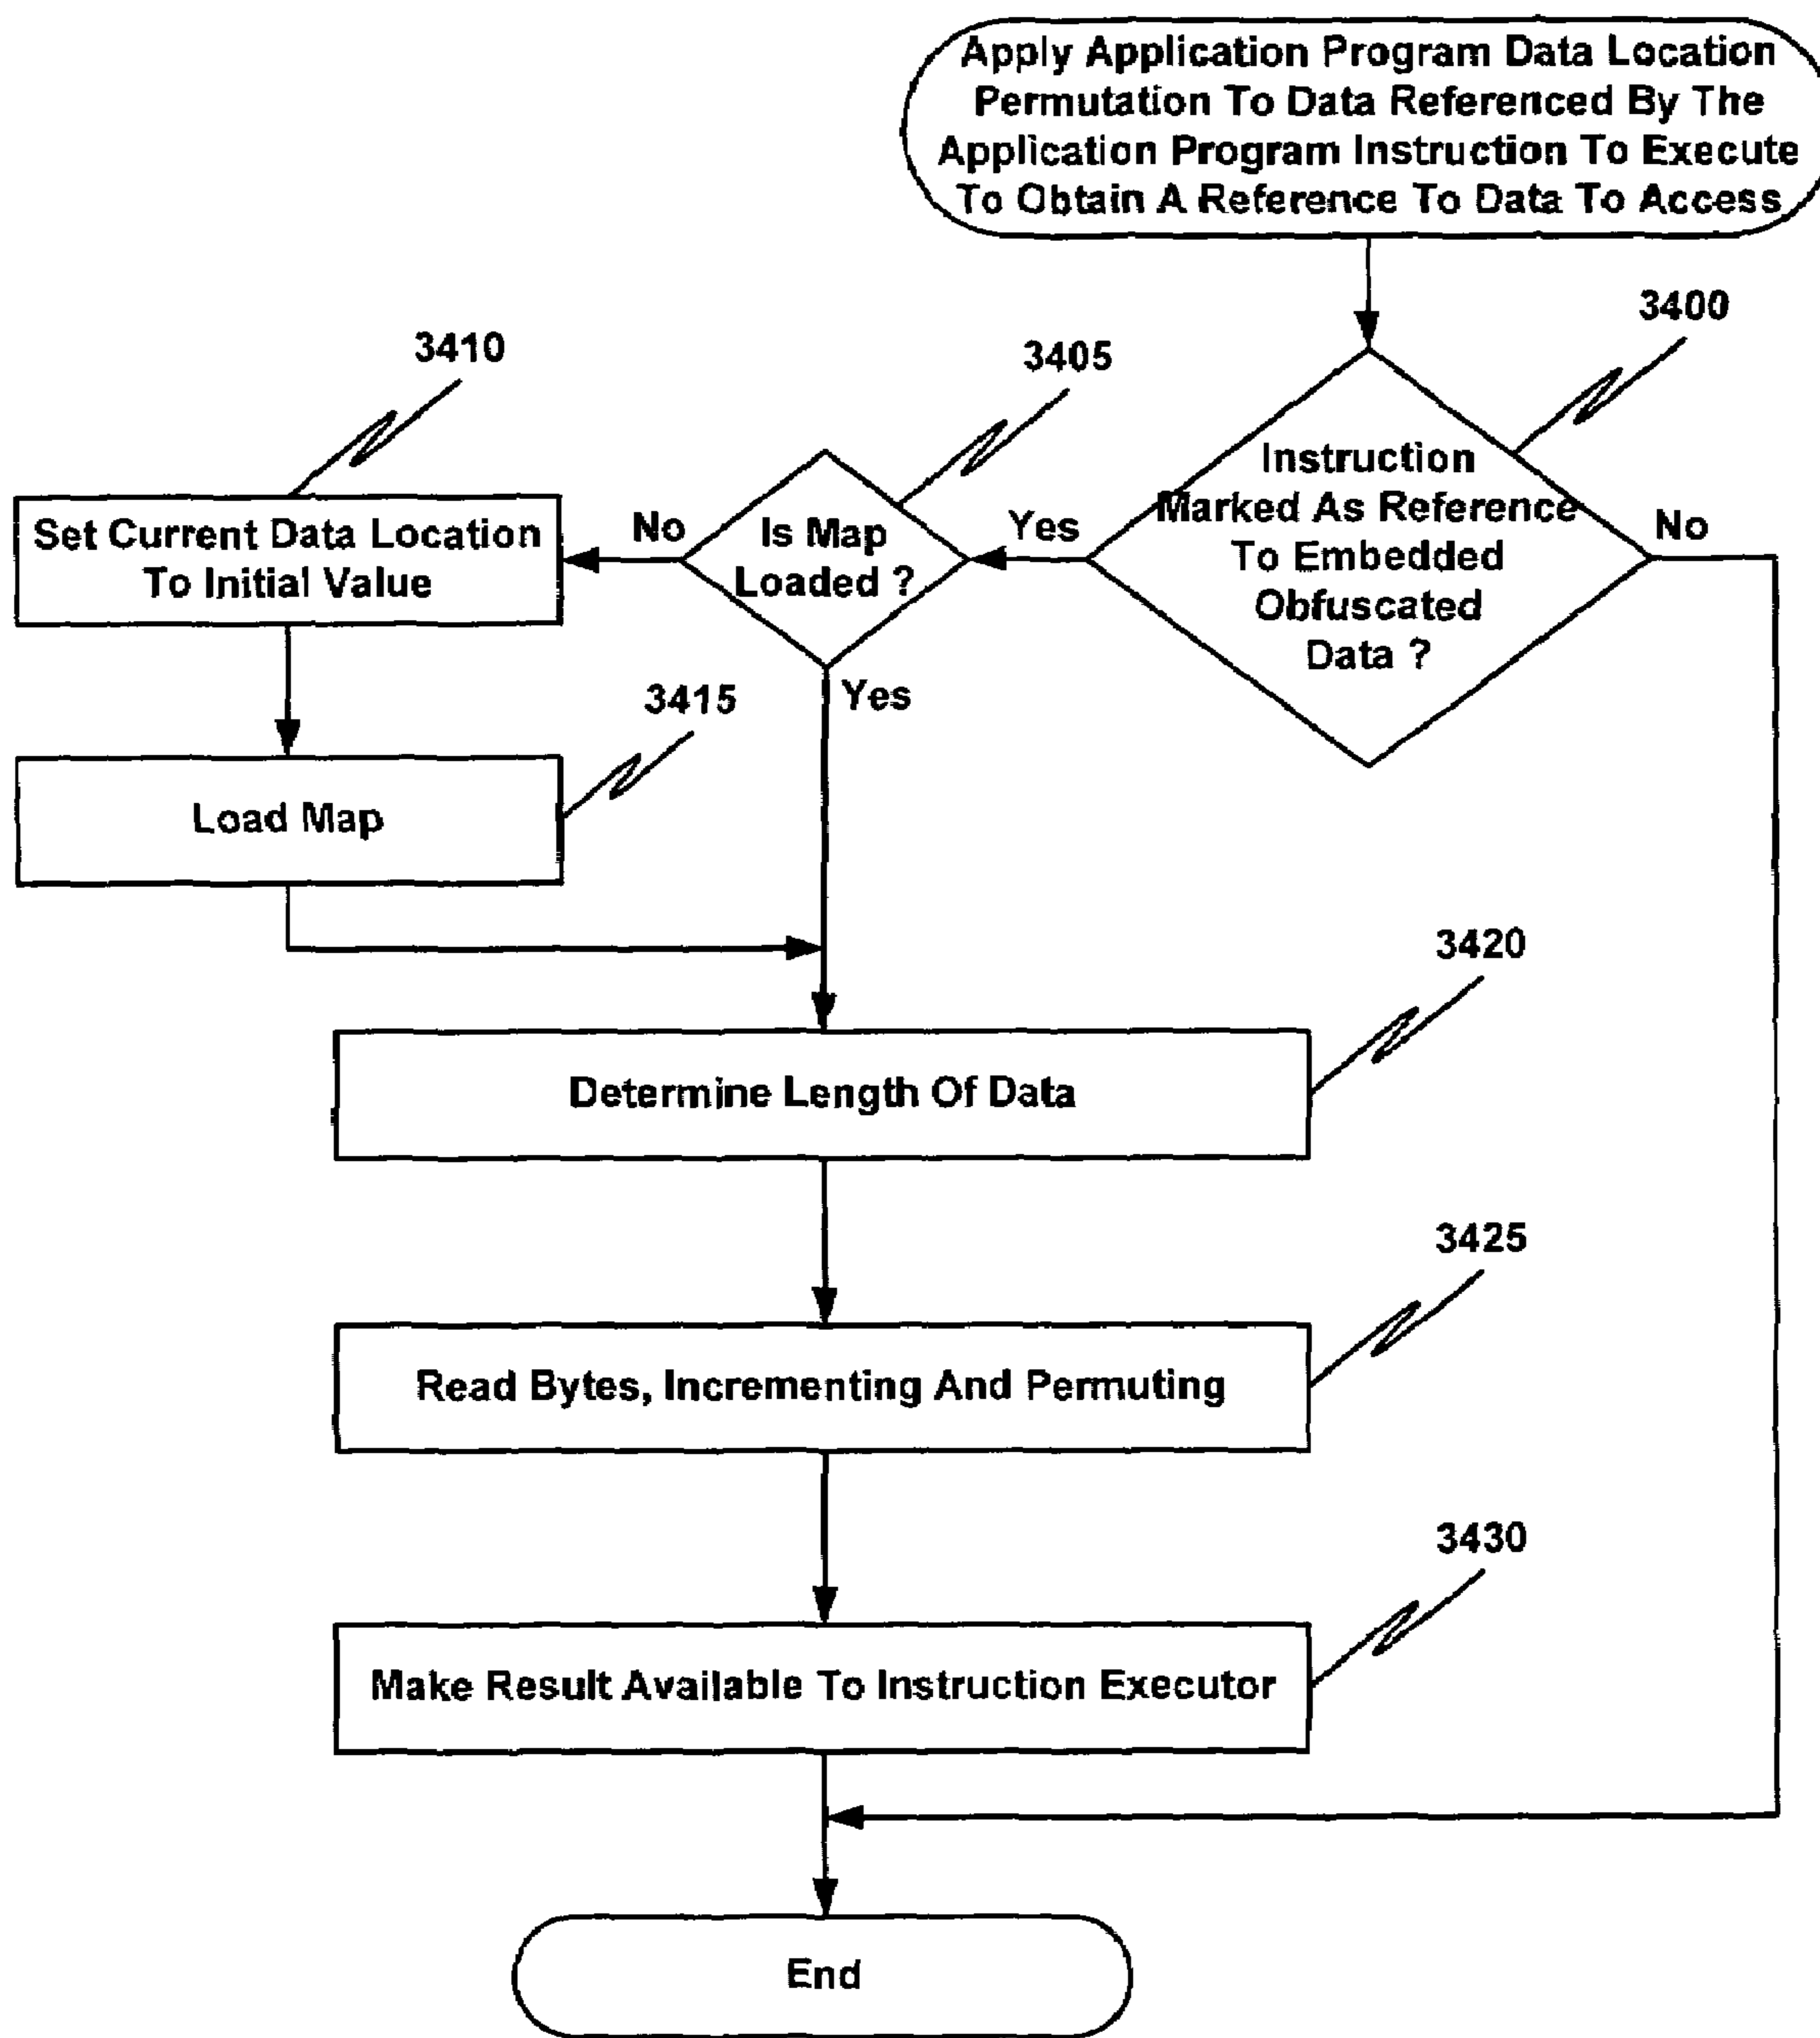 Apply Application Program Data Location
Permutation To Data Referenced By The
Application Program Instruction To Execute
To Obtain A Reference To Data To Access
3400
3405
3410
Instruction
Marked As Reference
To Embedded
Obfuscated
Data ?
No
Yes
Is Map
Loaded ?
No
Yes
Set Current Data Location
To Initial Value
3415
Load Map
3420
Determine Length Of Data
3425
Read Bytes, Incrementing And Permuting
3430
Make Result Available To Instruction Executor
End